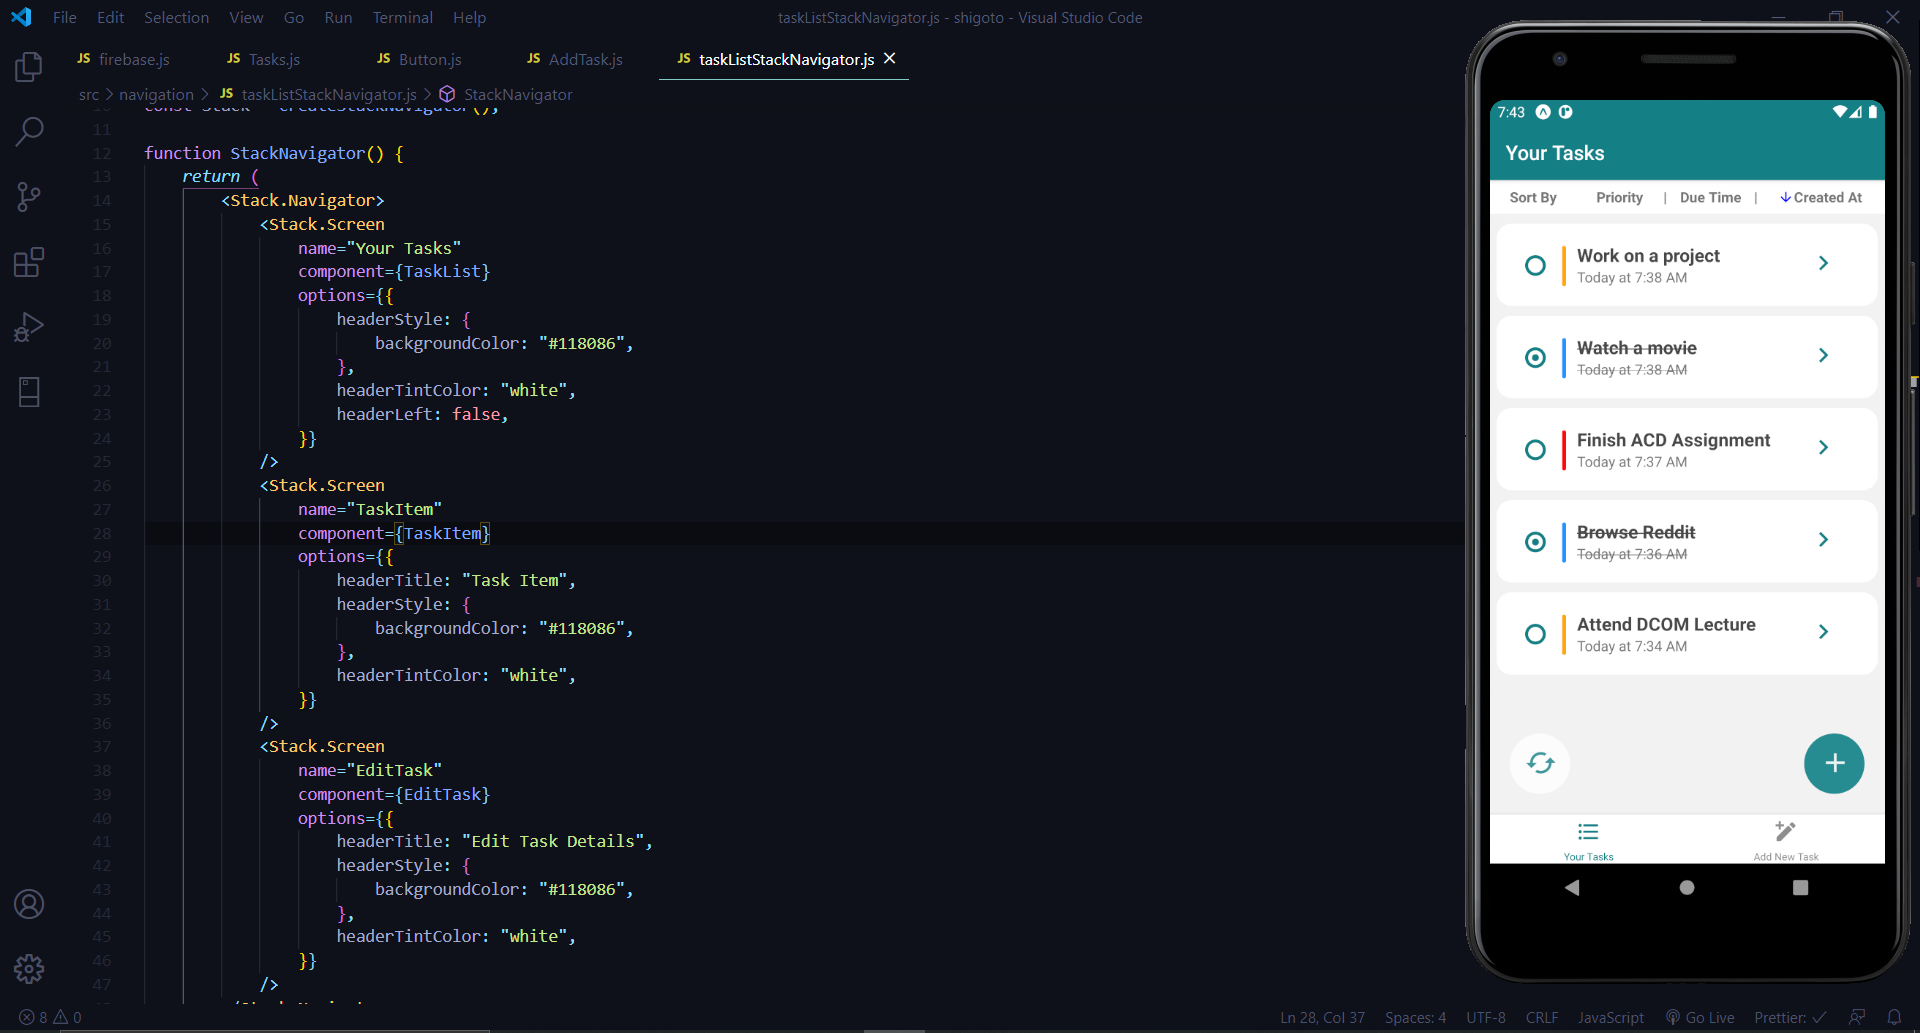 File Edit Selection View Go Run Terminal Help
taskListStackNavigator.js - shigoto - Visual Studio Code
JS firebase.js
JS Tasks.js
JS Button.js
JS AddTask.js
JS taskListStackNavigator.js
src > navigation > JS taskListStackNavigator.js > StackNavigator
11
12 function StackNavigator() {
13 return (
14 <Stack.Navigator>
15 <Stack.Screen
16 name="Your Tasks"
17 component={TaskList}
18 options={{
19 headerStyle: {
20 backgroundColor: "#118086",
21 },
22 headerTintColor: "white",
23 headerLeft: false,
24 }}
25 />
26 <Stack.Screen
27 name="TaskItem"
28 component={TaskItem}
29 options={{
30 headerTitle: "Task Item",
31 headerStyle: {
32 backgroundColor: "#118086",
33 },
34 headerTintColor: "white",
35 }}
36 />
37 <Stack.Screen
38 name="EditTask"
39 component={EditTask}
40 options={{
41 headerTitle: "Edit Task Details",
42 headerStyle: {
43 backgroundColor: "#118086",
44 },
45 headerTintColor: "white",
46 }}
47 />
8 0
Ln 28, Col 37 Spaces: 4 UTF-8 CRLF JavaScript Go Live Prettier: ✓
7:43
Your Tasks
Sort By Priority | Due Time | ↓ Created At
Work on a project
Today at 7:38 AM
Watch a movie
Today at 7:38 AM
Finish ACD Assignment
Today at 7:37 AM
Browse Reddit
Today at 7:36 AM
Attend DCOM Lecture
Today at 7:34 AM
Your Tasks
Add New Task